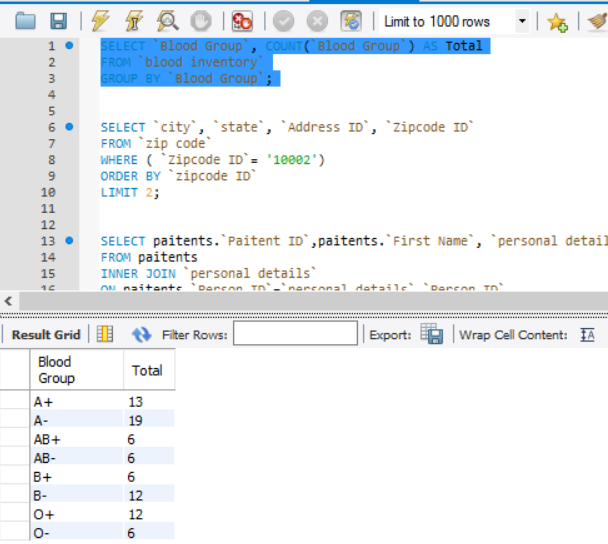 Limit to 1000 rows
1 SELECT `Blood Group`, COUNT(`Blood Group`) AS Total
2 FROM `blood inventory`
3 GROUP BY `Blood Group`;
4
5
6 SELECT `city`, `state`, `Address ID`, `Zipcode ID`
7 FROM `zip code`
8 WHERE ( `Zipcode ID`= '10002')
9 ORDER BY `zipcode ID`
10 LIMIT 2;
11
12
13 SELECT paitents.`Paitent ID`,paitents.`First Name`, `personal detail
14 FROM paitents
15 INNER JOIN `personal details`
16 ON paitents.`Person ID`=`personal details`.`Person ID`
Result Grid Filter Rows: Export: Wrap Cell Content: IA
Blood Group Total
A+ 13
A- 19
AB+ 6
AB- 6
B+ 6
B- 12
O+ 12
O- 6